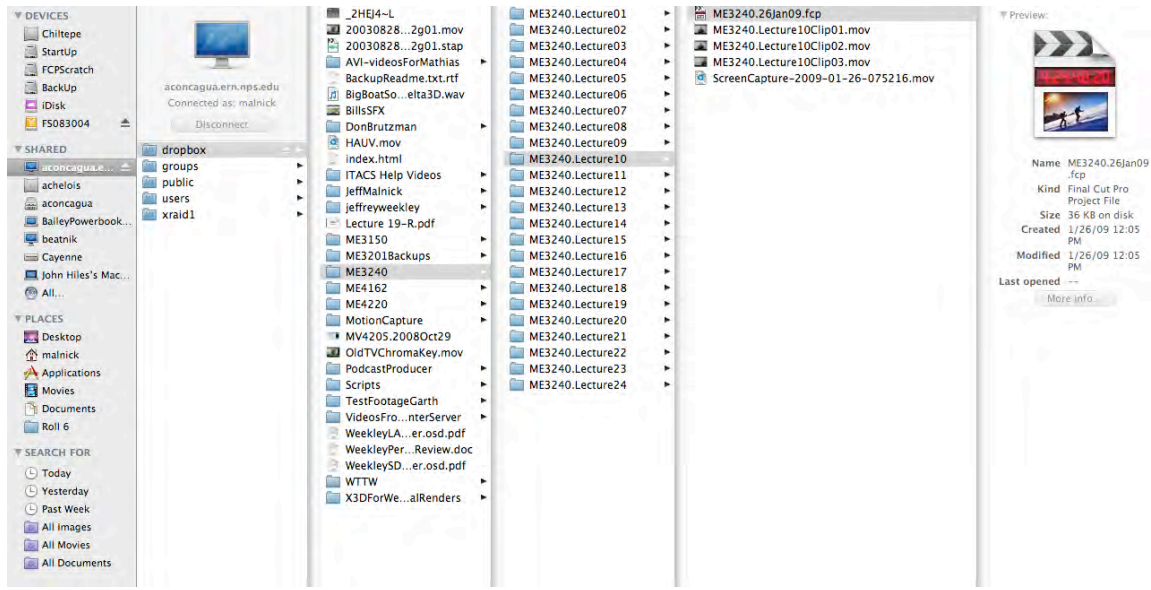 DEVICES
Chiltepe
StartUp
FCPScratch
BackUp
iDisk
FS083004
SHARED
aconcagua.e...
achelois
aconcagua
BaileyPowerbook...
beatnik
Cayenne
John Hiles's Mac...
All...
PLACES
Desktop
malnick
Applications
Movies
Documents
Roll 6
SEARCH FOR
Today
Yesterday
Past Week
All Images
All Movies
All Documents
aconcagua.ern.nps.edu
Connected as: malnick
Disconnect
dropbox
groups
public
users
xraid1
_2HEJ4~L
20030828...2g01.mov
20030828...2g01.stap
AVI-videosForMathias
BackupReadme.txt.rtf
BigBoatSo...elta3D.wav
BillsSFX
DonBrutzman
HAUV.mov
index.html
ITACS Help Videos
JeffMalnick
jeffreyweekley
Lecture 19-R.pdf
ME3150
ME3201Backups
ME3240
ME4162
ME4220
MotionCapture
MV4205.2008Oct29
OldTVChromaKey.mov
PodcastProducer
Scripts
TestFootageGarth
VideosFro...nterServer
WeekleyLA...er.osd.pdf
WeekleyPer...Review.doc
WeekleySD...er.osd.pdf
WTTW
X3DForWe...alRenders
ME3240.Lecture01
ME3240.Lecture02
ME3240.Lecture03
ME3240.Lecture04
ME3240.Lecture05
ME3240.Lecture06
ME3240.Lecture07
ME3240.Lecture08
ME3240.Lecture09
ME3240.Lecture10
ME3240.Lecture11
ME3240.Lecture12
ME3240.Lecture13
ME3240.Lecture14
ME3240.Lecture15
ME3240.Lecture16
ME3240.Lecture17
ME3240.Lecture18
ME3240.Lecture19
ME3240.Lecture20
ME3240.Lecture21
ME3240.Lecture22
ME3240.Lecture23
ME3240.Lecture24
ME3240.26Jan09.fcp
ME3240.Lecture10Clip01.mov
ME3240.Lecture10Clip02.mov
ME3240.Lecture10Clip03.mov
ScreenCapture-2009-01-26-075216.mov
Preview:
Name ME3240.26Jan09
.fcp
Kind Final Cut Pro
Project File
Size 36 KB on disk
Created 1/26/09 12:05
PM
Modified 1/26/09 12:05
PM
Last opened --
More info...